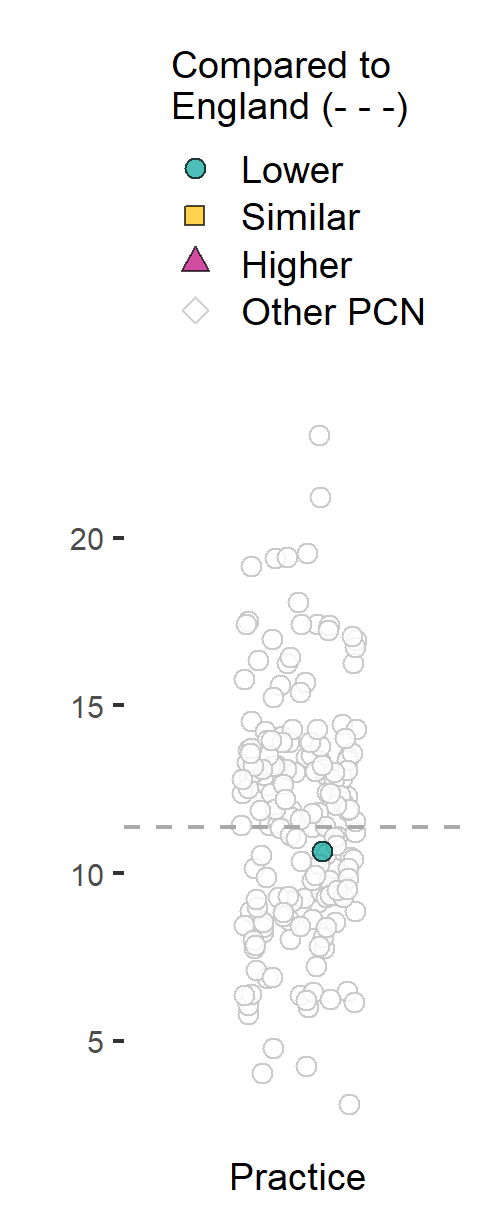 Compared to
England (- - -)
Lower
Similar
Higher
Other PCN
20
15
10
5
Practice